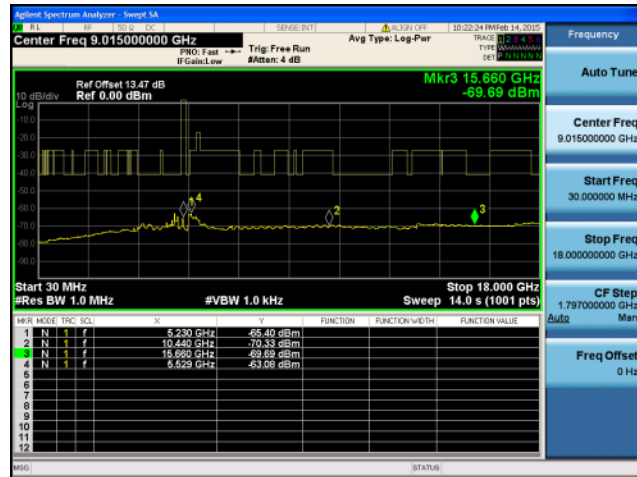 Agilent Spectrum Analyzer - Swept SA
RL RF 50 Ω DC SENSE:INT ALIGN OFF 10:22:24 PM Feb 14, 2015
Center Freq 9.015000000 GHz
PNO: Fast
IFGain:Low
Trig: Free Run
#Atten: 4 dB
Avg Type: Log-Pwr
TRACE 1 2 3 4 5 6
TYPE
DET P N N N N N
Frequency
Auto Tune
Mkr3 15.660 GHz
-69.69 dBm
Ref Offset 13.47 dB
10 dB/div Ref 0.00 dBm
Log
-10.0
-20.0
-30.0
-40.0
-50.0
-60.0
-70.0
-80.0
-90.0
4
2
3
Center Freq
9.015000000 GHz
Start Freq
30.000000 MHz
Stop Freq
18.000000000 GHz
CF Step
1.797000000 GHz
Auto Man
Freq Offset
0 Hz
Start 30 MHz Stop 18.000 GHz
#Res BW 1.0 MHz #VBW 1.0 kHz Sweep 14.0 s (1001 pts)
MKR MODE TRC SCL X Y FUNCTION FUNCTION WIDTH FUNCTION VALUE
1 N 1 f 5.230 GHz -65.40 dBm
2 N 1 f 10.440 GHz -70.33 dBm
3 N 1 f 15.660 GHz -69.69 dBm
4 N 1 f 5.529 GHz -63.08 dBm
5
6
7
8
9
10
11
12
MSG STATUS